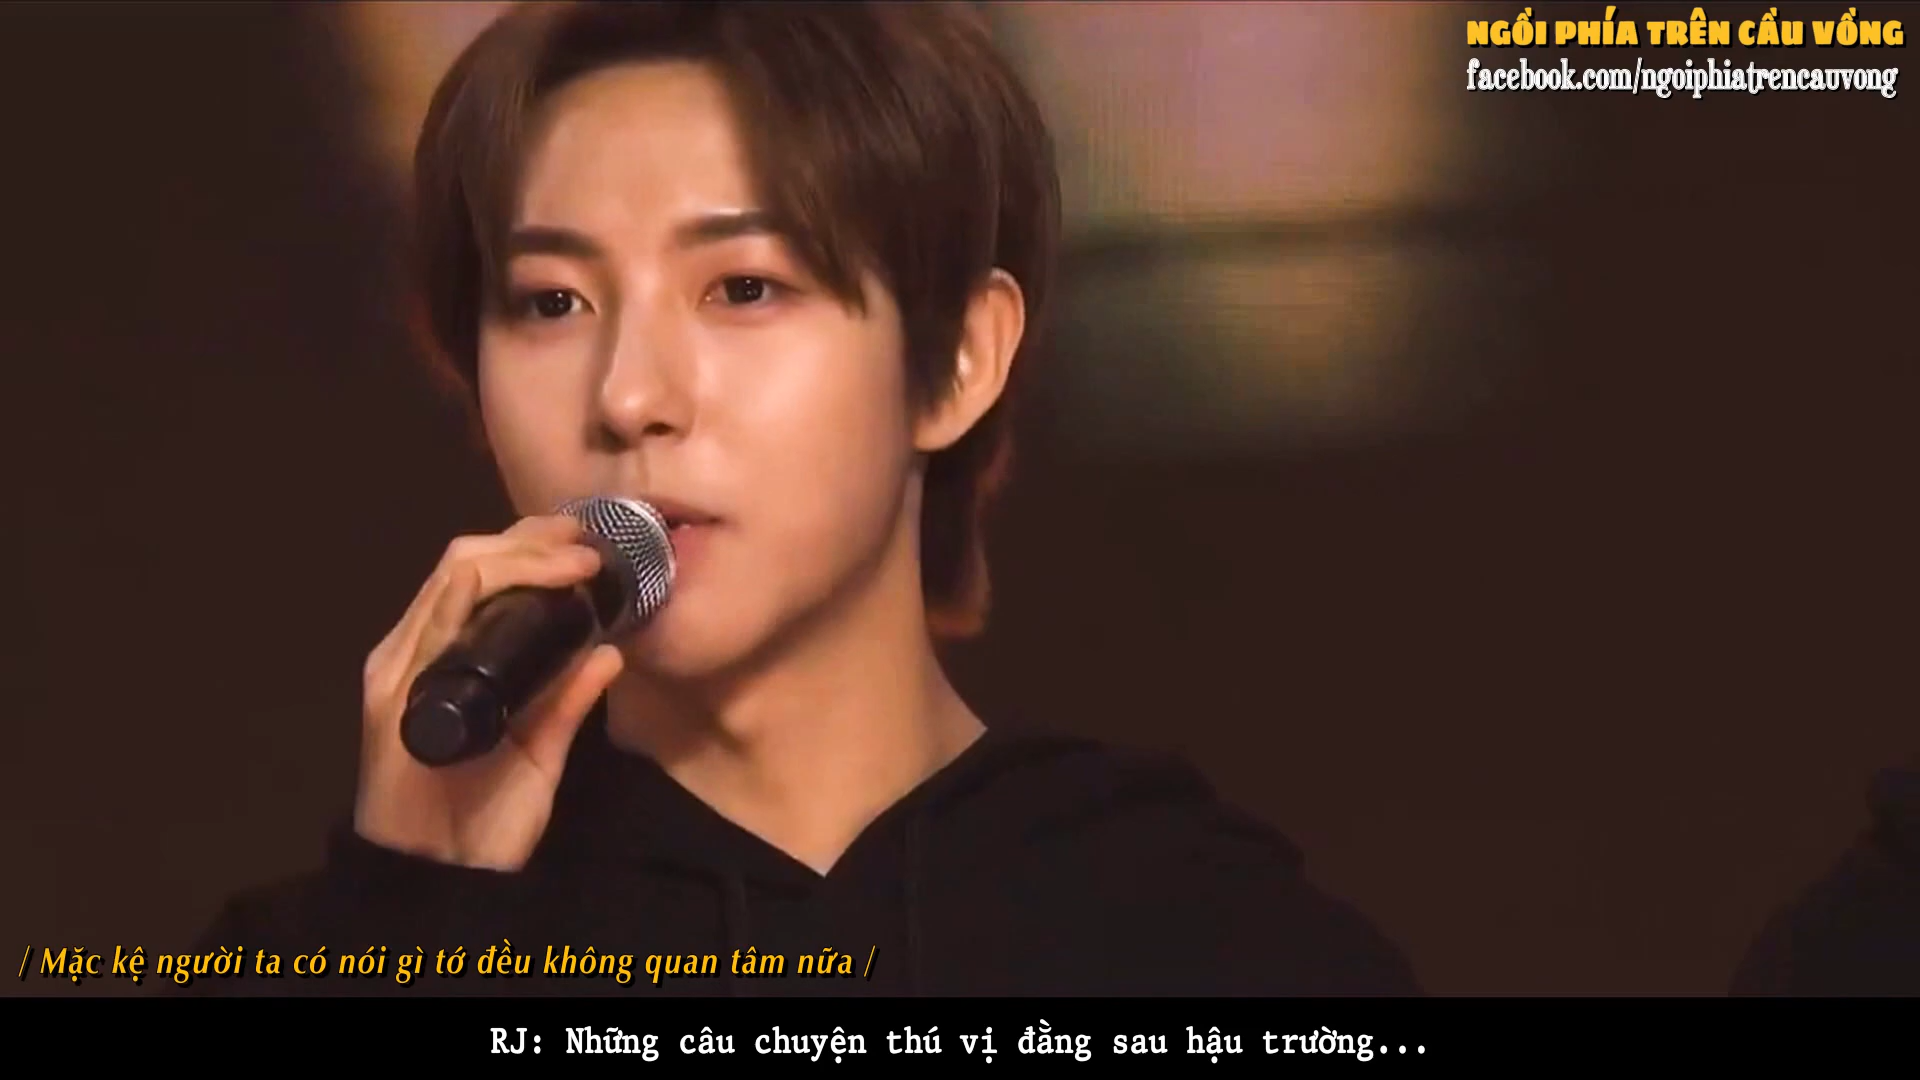 NGỒI PHÍA TRÊN CẦU VỒNG
facebook.com/ngoiphiatrencauvong
/ Mặc kệ người ta có nói gì tớ đều không quan tâm nữa /
RJ: Những câu chuyện thú vị đằng sau hậu trường...